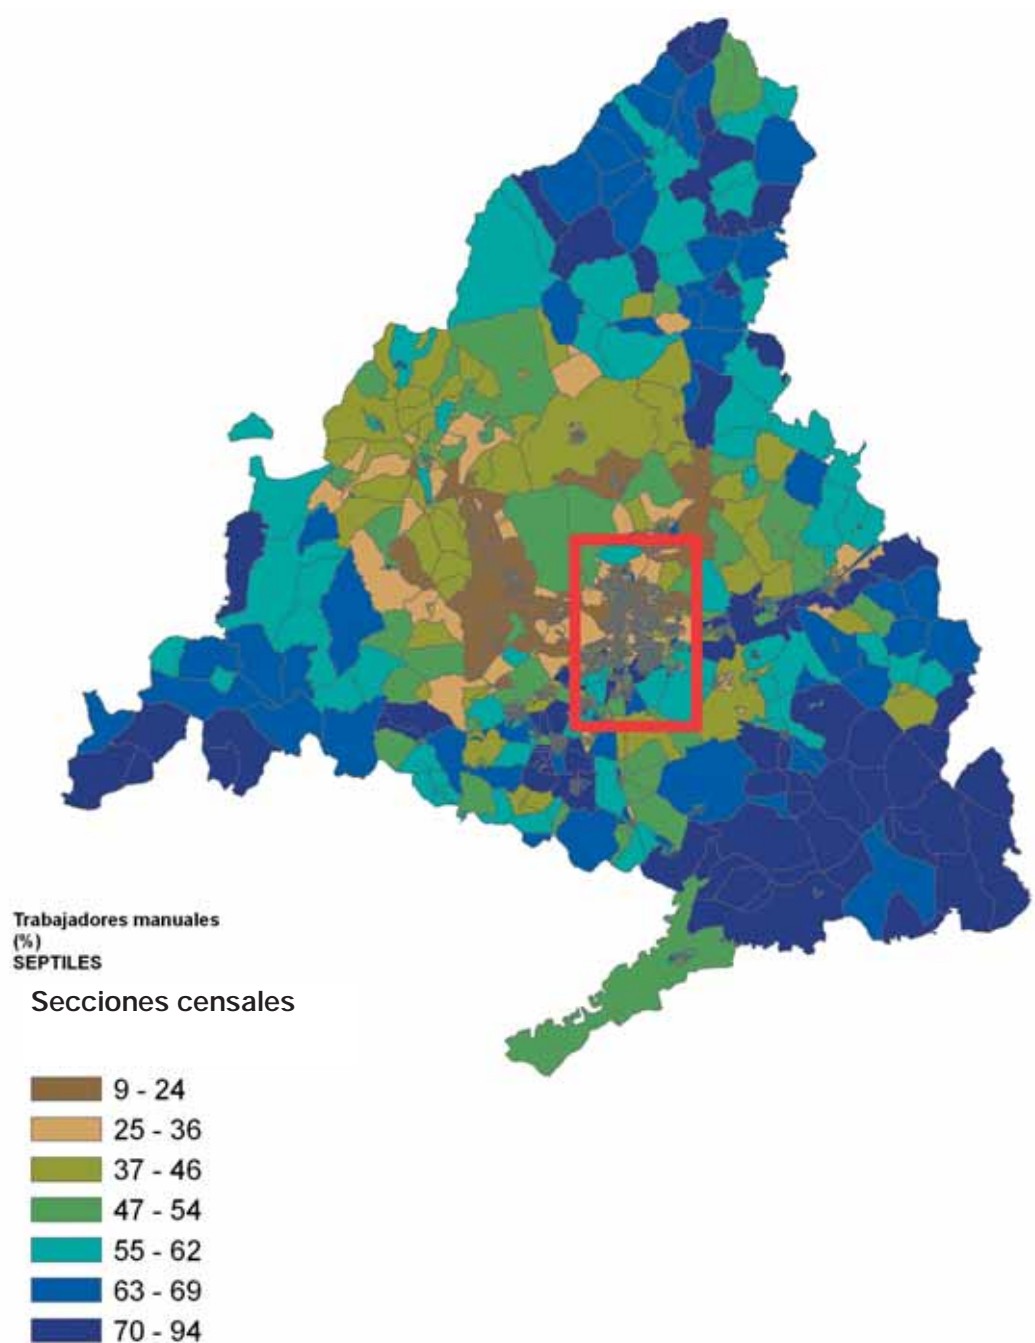 Trabajadores manuales
(%)
SEPTILES
Secciones censales
9 - 24
25 - 36
37 - 46
47 - 54
55 - 62
63 - 69
70 - 94